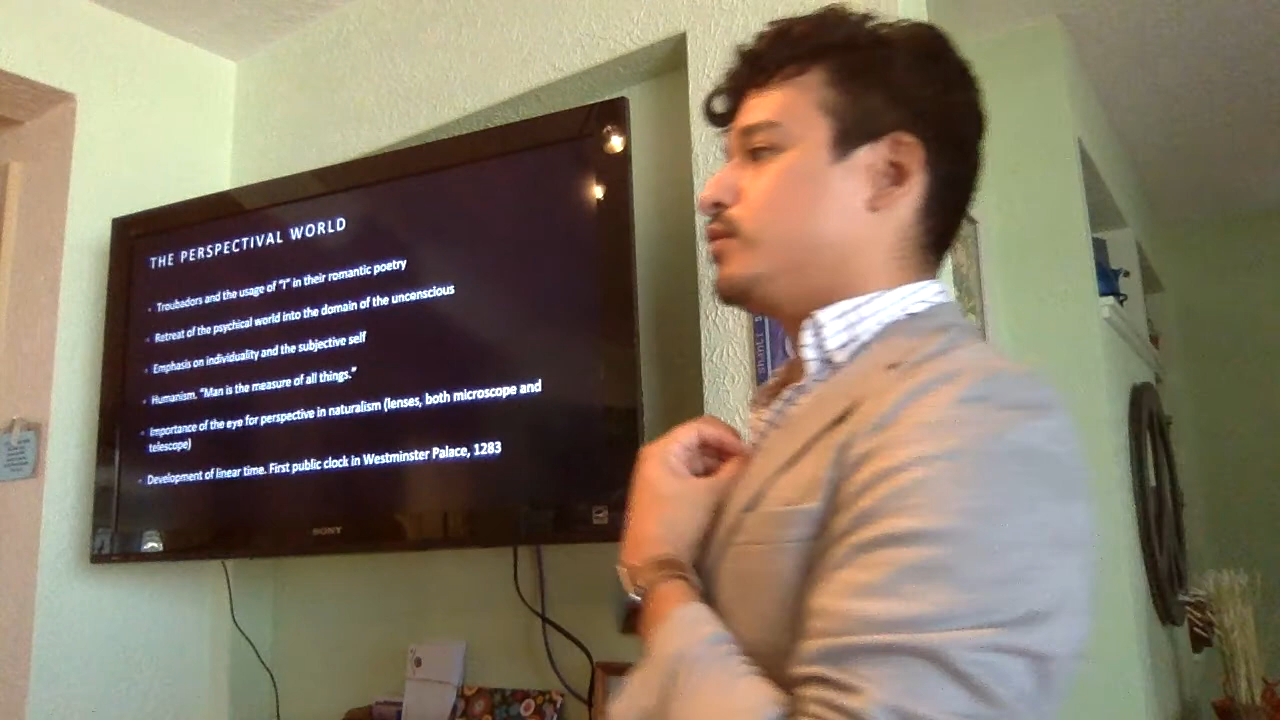 THE PERSPECTIVAL WORLD
Troubadors and the usage of "I" in their romantic poetry
Retreat of the psychical world into the domain of the unconscious
Emphasis on individuality and the subjective self
Humanism. "Man is the measure of all things."
Importance of the eye for perspective in naturalism (lenses, both microscope and
telescope)
Development of linear time. First public clock in Westminster Palace, 1283
SONY
shanti